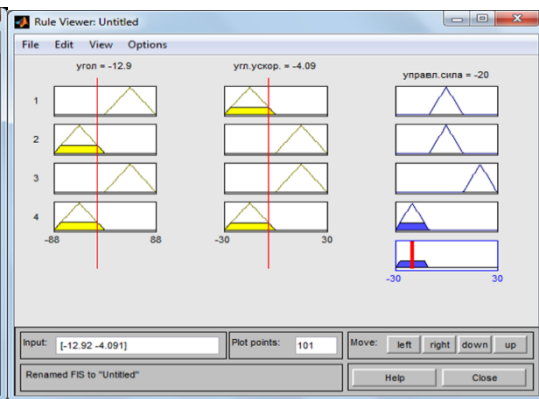 Rule Viewer: Untitled
File Edit View Options
угол = -12.9
угл.ускор. = -4.09
управл.сила = -20
1
2
3
4
-88 88
-30 30
-30 30
Input: [-12.92 -4.091]
Plot points: 101
Move: left right down up
Renamed FIS to "Untitled"
Help Close